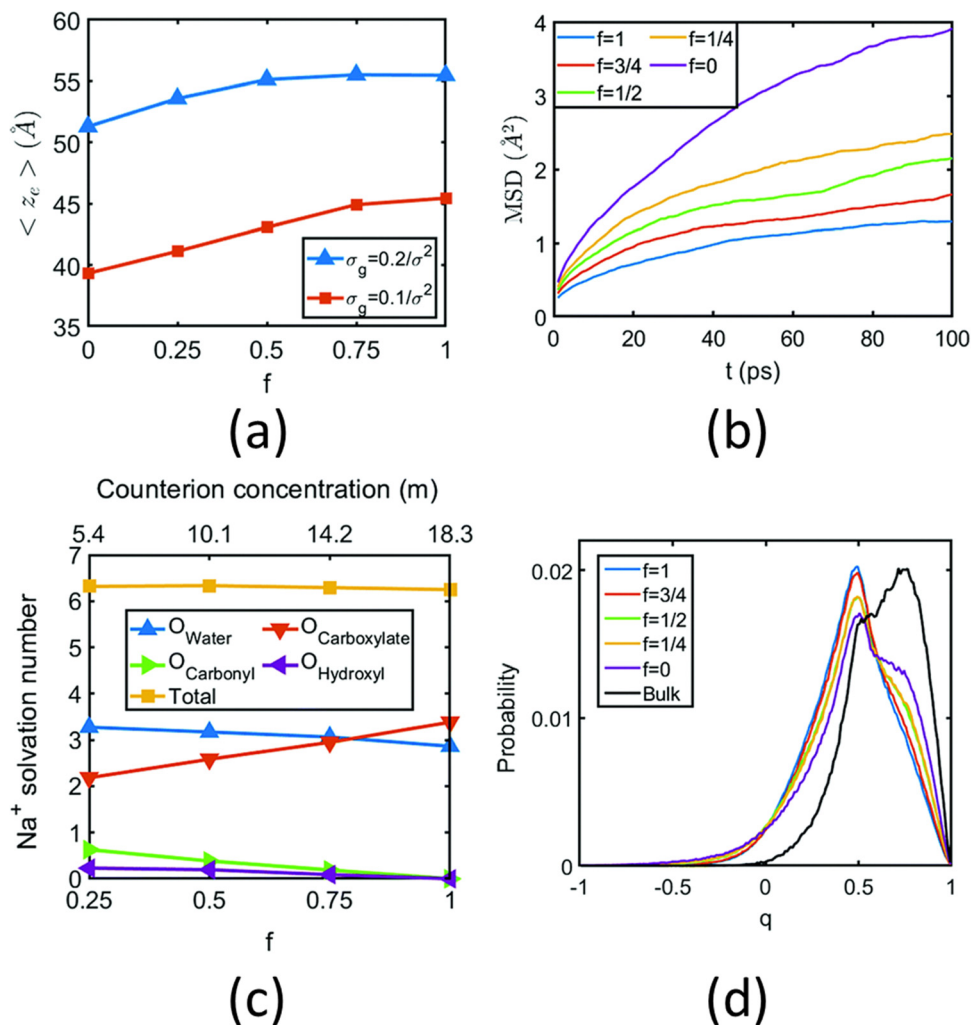 60
55
50
45
40
35
< z_e > (Å)
σ_g=0.2/σ²
σ_g=0.1/σ²
0 0.25 0.5 0.75 1
f
(a)
4
3
2
1
0
MSD (Å²)
f=1 f=1/4
f=3/4 f=0
f=1/2
0 20 40 60 80 100
t (ps)
(b)
Counterion concentration (m)
5.4 10.1 14.2 18.3
7
6
5
4
3
2
1
0
Na⁺ solvation number
O_Water O_Carboxylate
O_Carbonyl O_Hydroxyl
Total
0.25 0.5 0.75 1
f
(c)
0.02
0.01
0
Probability
f=1
f=3/4
f=1/2
f=1/4
f=0
Bulk
-1 -0.5 0 0.5 1
q
(d)